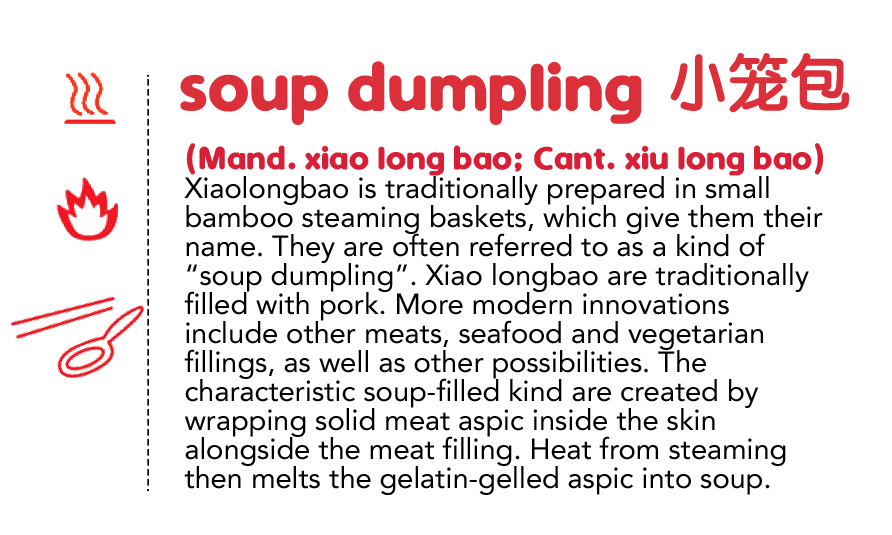 soup dumpling 小笼包
(Mand. xiao long bao; Cant. xiu long bao)
Xiaolongbao is traditionally prepared in small
bamboo steaming baskets, which give them their
name. They are often referred to as a kind of
“soup dumpling”. Xiao longbao are traditionally
filled with pork. More modern innovations
include other meats, seafood and vegetarian
fillings, as well as other possibilities. The
characteristic soup-filled kind are created by
wrapping solid meat aspic inside the skin
alongside the meat filling. Heat from steaming
then melts the gelatin-gelled aspic into soup.